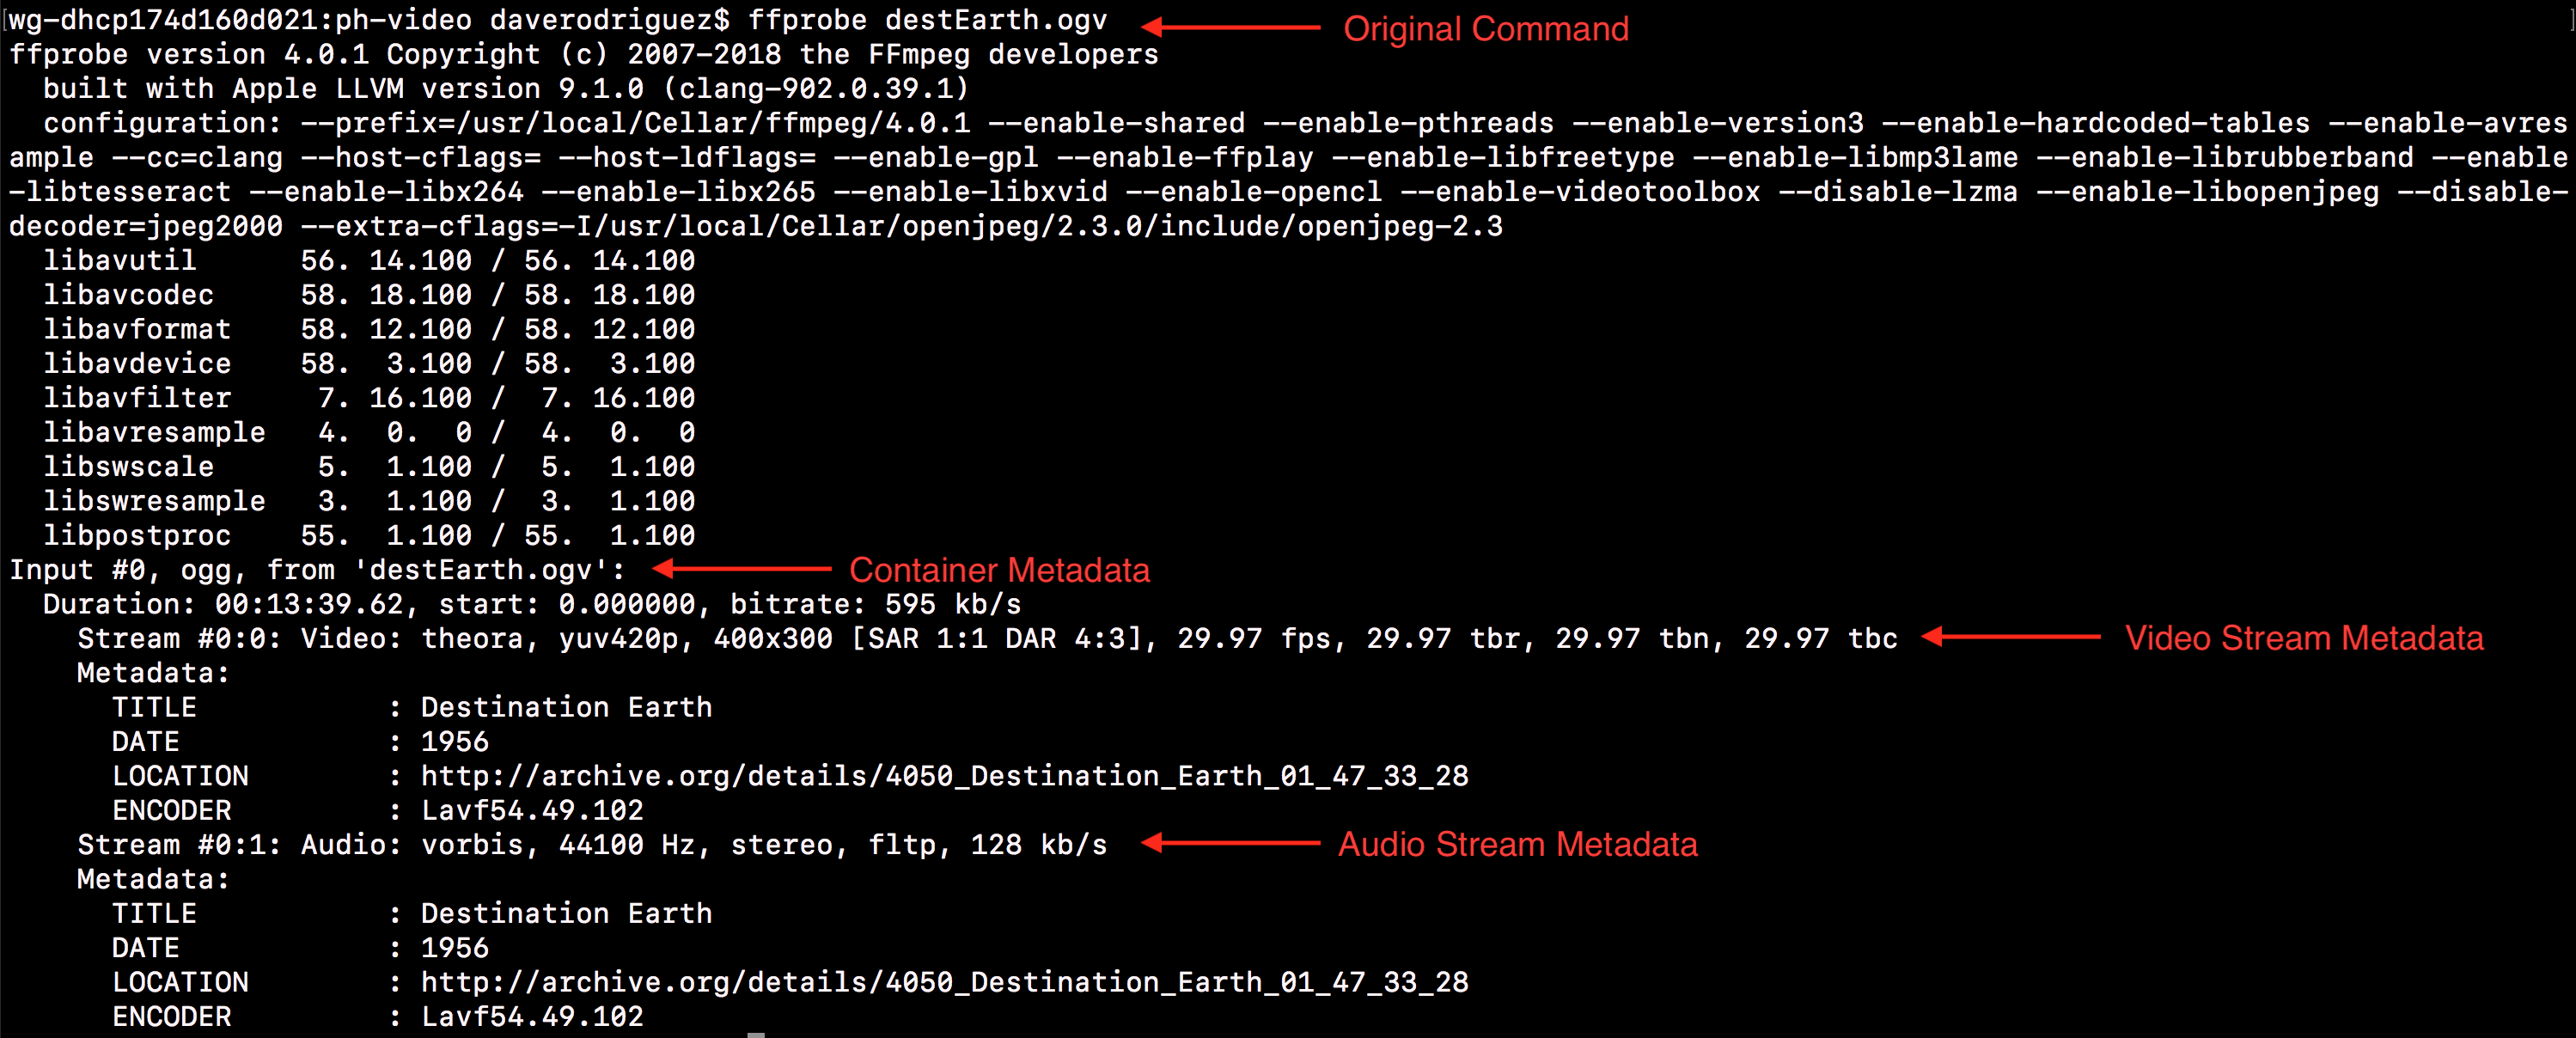 wg-dhcp174d160d021:ph-video daverodriguez$ ffprobe destEarth.ogv Original Command
ffprobe version 4.0.1 Copyright (c) 2007-2018 the FFmpeg developers
  built with Apple LLVM version 9.1.0 (clang-902.0.39.1)
  configuration: --prefix=/usr/local/Cellar/ffmpeg/4.0.1 --enable-shared --enable-pthreads --enable-version3 --enable-hardcoded-tables --enable-avres
ample --cc=clang --host-cflags= --host-ldflags= --enable-gpl --enable-ffplay --enable-libfreetype --enable-libmp3lame --enable-librubberband --enable
-libtesseract --enable-libx264 --enable-libx265 --enable-libxvid --enable-opencl --enable-videotoolbox --disable-lzma --enable-libopenjpeg --disable-
decoder=jpeg2000 --extra-cflags=-I/usr/local/Cellar/openjpeg/2.3.0/include/openjpeg-2.3
  libavutil      56. 14.100 / 56. 14.100
  libavcodec     58. 18.100 / 58. 18.100
  libavformat    58. 12.100 / 58. 12.100
  libavdevice    58.  3.100 / 58.  3.100
  libavfilter     7. 16.100 /  7. 16.100
  libavresample   4.  0.  0 /  4.  0.  0
  libswscale      5.  1.100 /  5.  1.100
  libswresample   3.  1.100 /  3.  1.100
  libpostproc    55.  1.100 / 55.  1.100
Input #0, ogg, from 'destEarth.ogv': Container Metadata
  Duration: 00:13:39.62, start: 0.000000, bitrate: 595 kb/s
    Stream #0:0: Video: theora, yuv420p, 400x300 [SAR 1:1 DAR 4:3], 29.97 fps, 29.97 tbr, 29.97 tbn, 29.97 tbc Video Stream Metadata
    Metadata:
      TITLE           : Destination Earth
      DATE            : 1956
      LOCATION        : http://archive.org/details/4050_Destination_Earth_01_47_33_28
      ENCODER         : Lavf54.49.102
    Stream #0:1: Audio: vorbis, 44100 Hz, stereo, fltp, 128 kb/s Audio Stream Metadata
    Metadata:
      TITLE           : Destination Earth
      DATE            : 1956
      LOCATION        : http://archive.org/details/4050_Destination_Earth_01_47_33_28
      ENCODER         : Lavf54.49.102